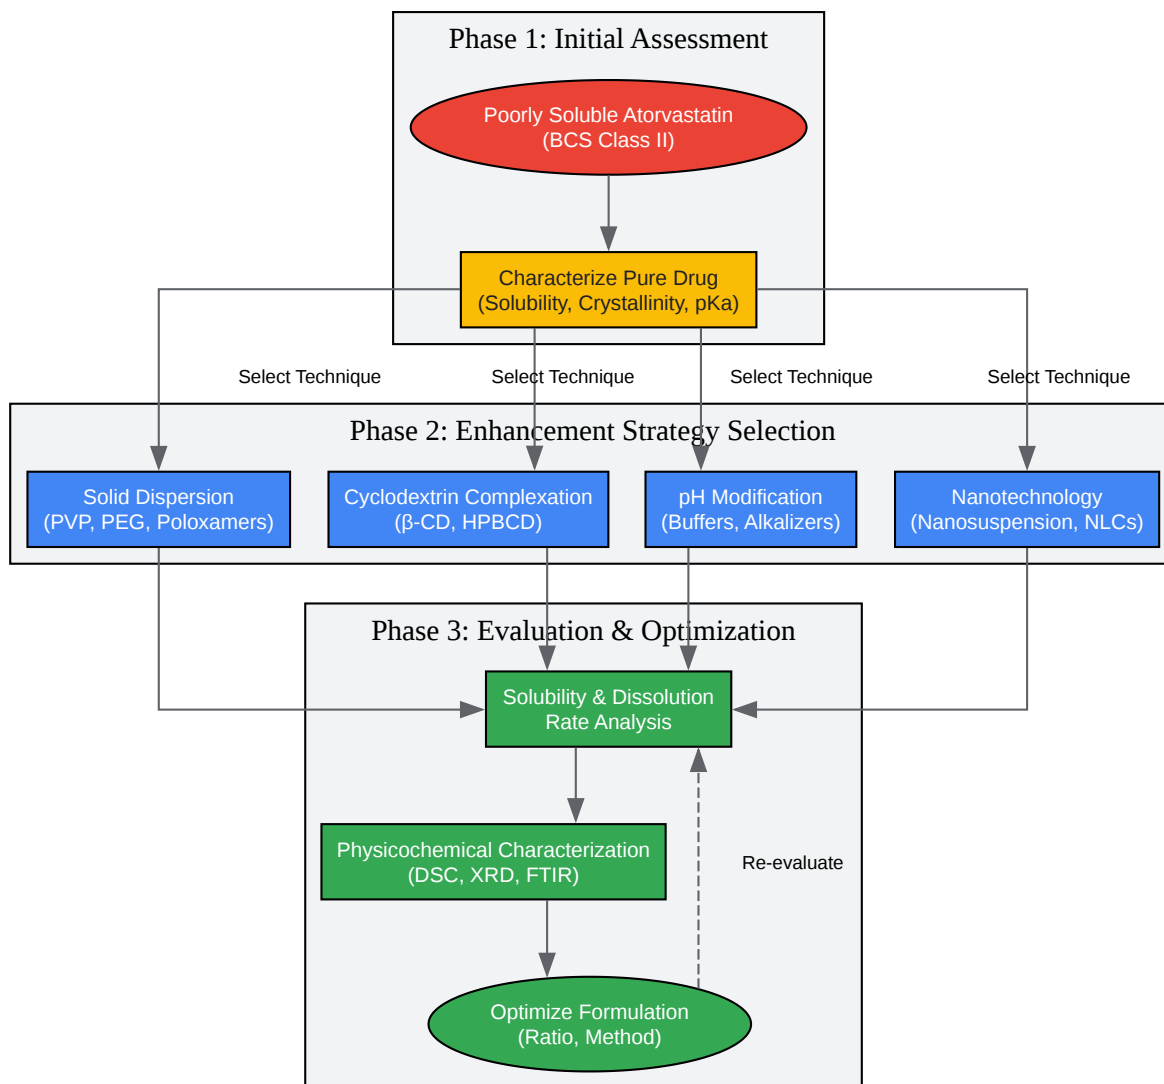 Phase 1: Initial Assessment
Poorly Soluble Atorvastatin
(BCS Class II)
Characterize Pure Drug
(Solubility, Crystallinity, pKa)
Select Technique
Select Technique
Select Technique
Select Technique
Phase 2: Enhancement Strategy Selection
Solid Dispersion
(PVP, PEG, Poloxamers)
Cyclodextrin Complexation
(β-CD, HPBCD)
pH Modification
(Buffers, Alkalizers)
Nanotechnology
(Nanosuspension, NLCs)
Phase 3: Evaluation & Optimization
Solubility & Dissolution
Rate Analysis
Physicochemical Characterization
(DSC, XRD, FTIR)
Re-evaluate
Optimize Formulation
(Ratio, Method)